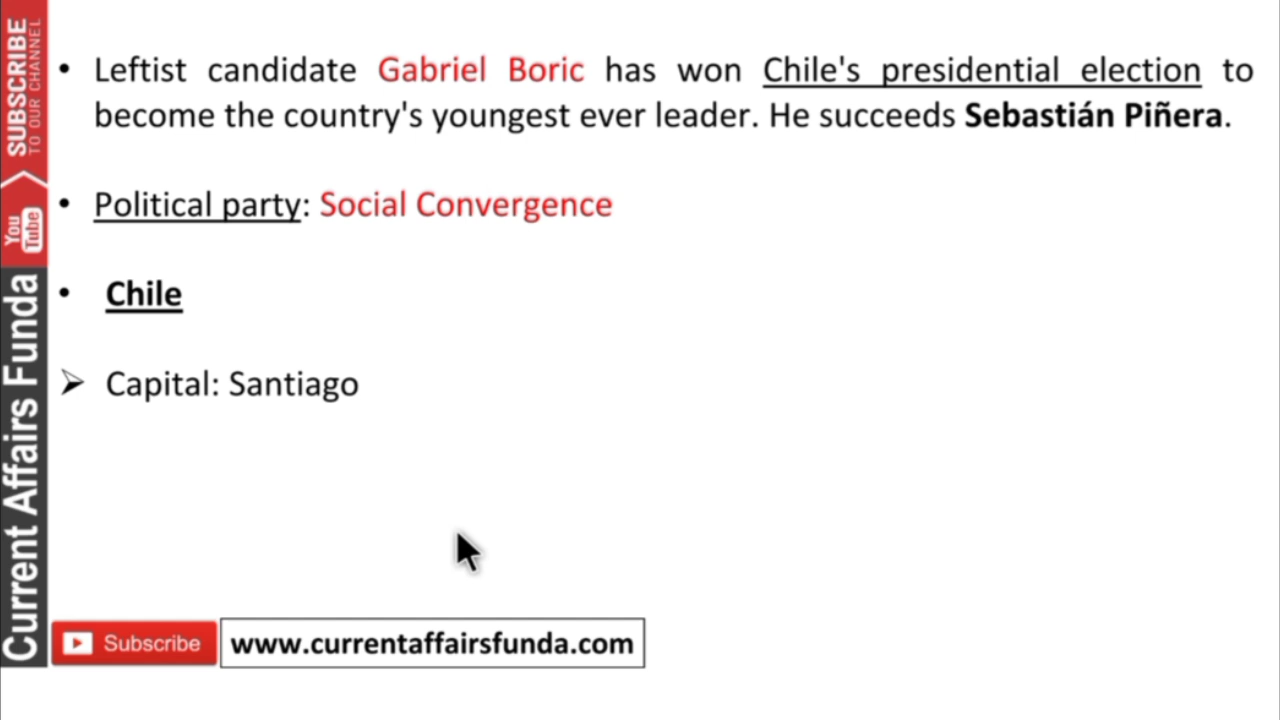 • Leftist candidate Gabriel Boric has won Chile's presidential election to
become the country's youngest ever leader. He succeeds Sebastián Piñera.
• Political party: Social Convergence
• Chile
➢ Capital: Santiago
SUBSCRIBE
TO OUR CHANNEL
You
Tube
Current Affairs Funda
Subscribe
www.currentaffairsfunda.com